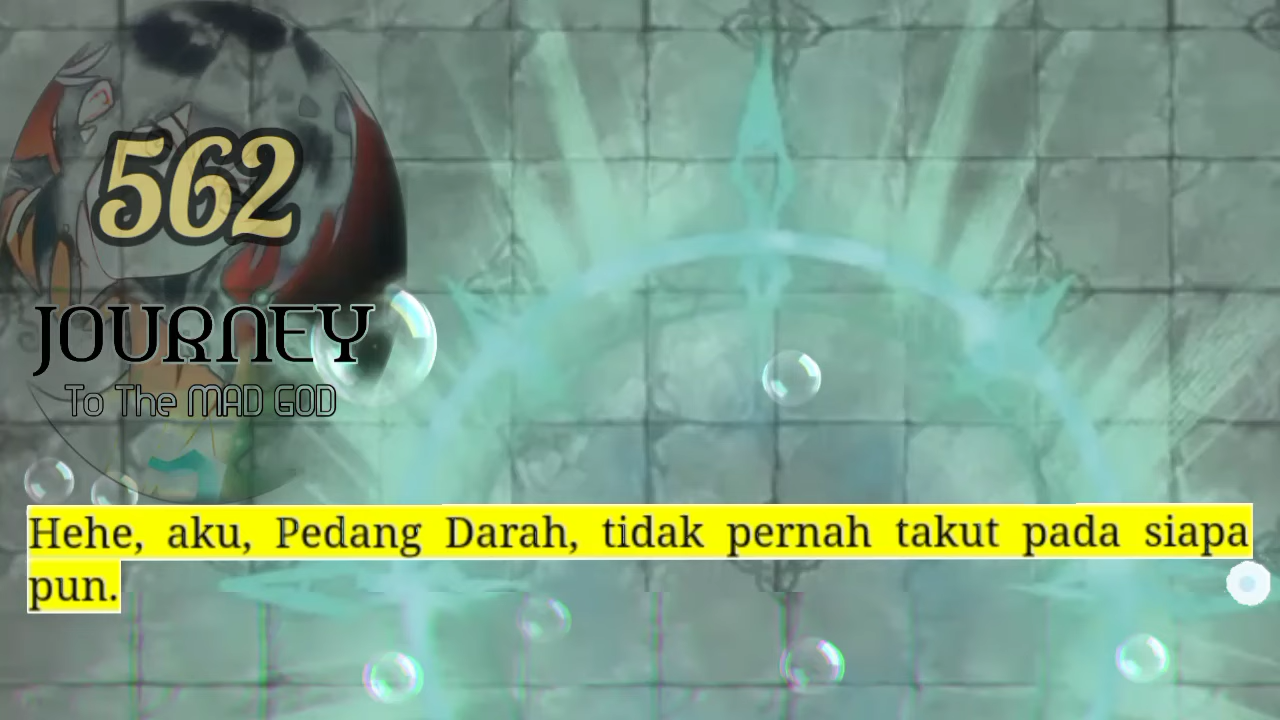 562
JOURNEY
To The MAD GOD
Hehe, aku, Pedang Darah, tidak pernah takut pada siapa
pun.